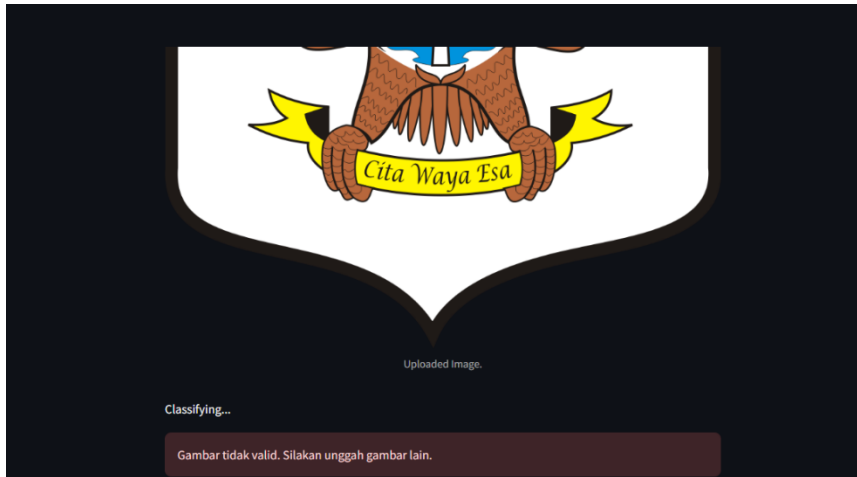 Cita Waya Esa
Uploaded Image.
Classifying...
Gambar tidak valid. Silakan unggah gambar lain.